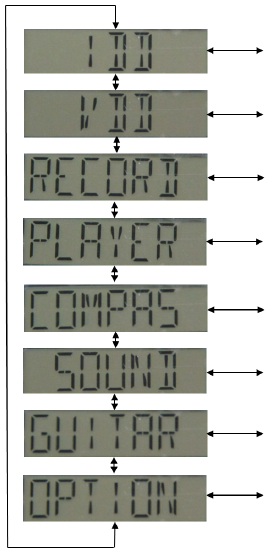 IDD
VDD
RECORD
PLAYER
COMPAS
SOUND
GUITAR
OPTION